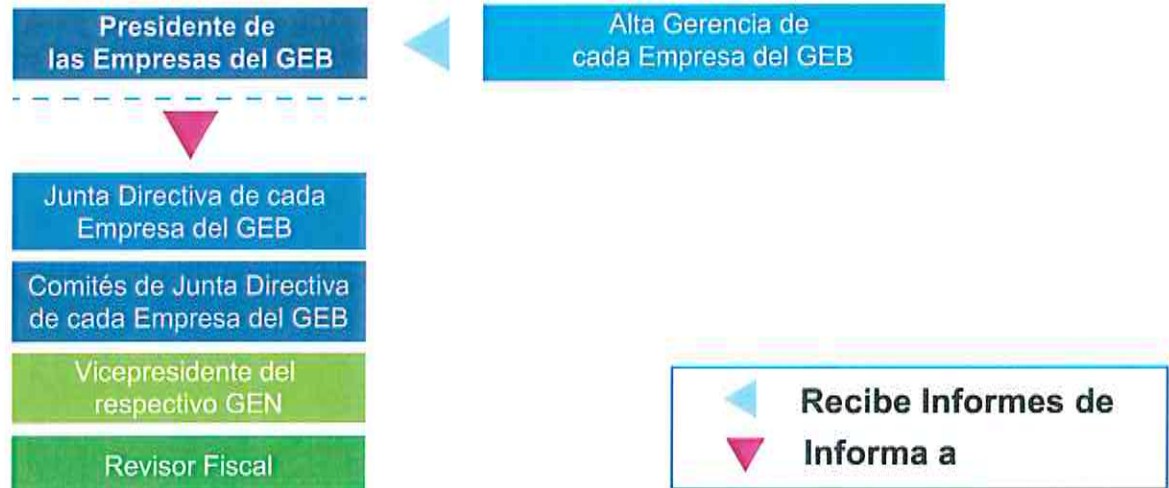 Presidente de
las Empresas del GEB
Alta Gerencia de
cada Empresa del GEB
Junta Directiva de cada
Empresa del GEB
Comités de Junta Directiva
de cada Empresa del GEB
Vicepresidente del
respectivo GEN
Revisor Fiscal
Recibe Informes de
Informa a